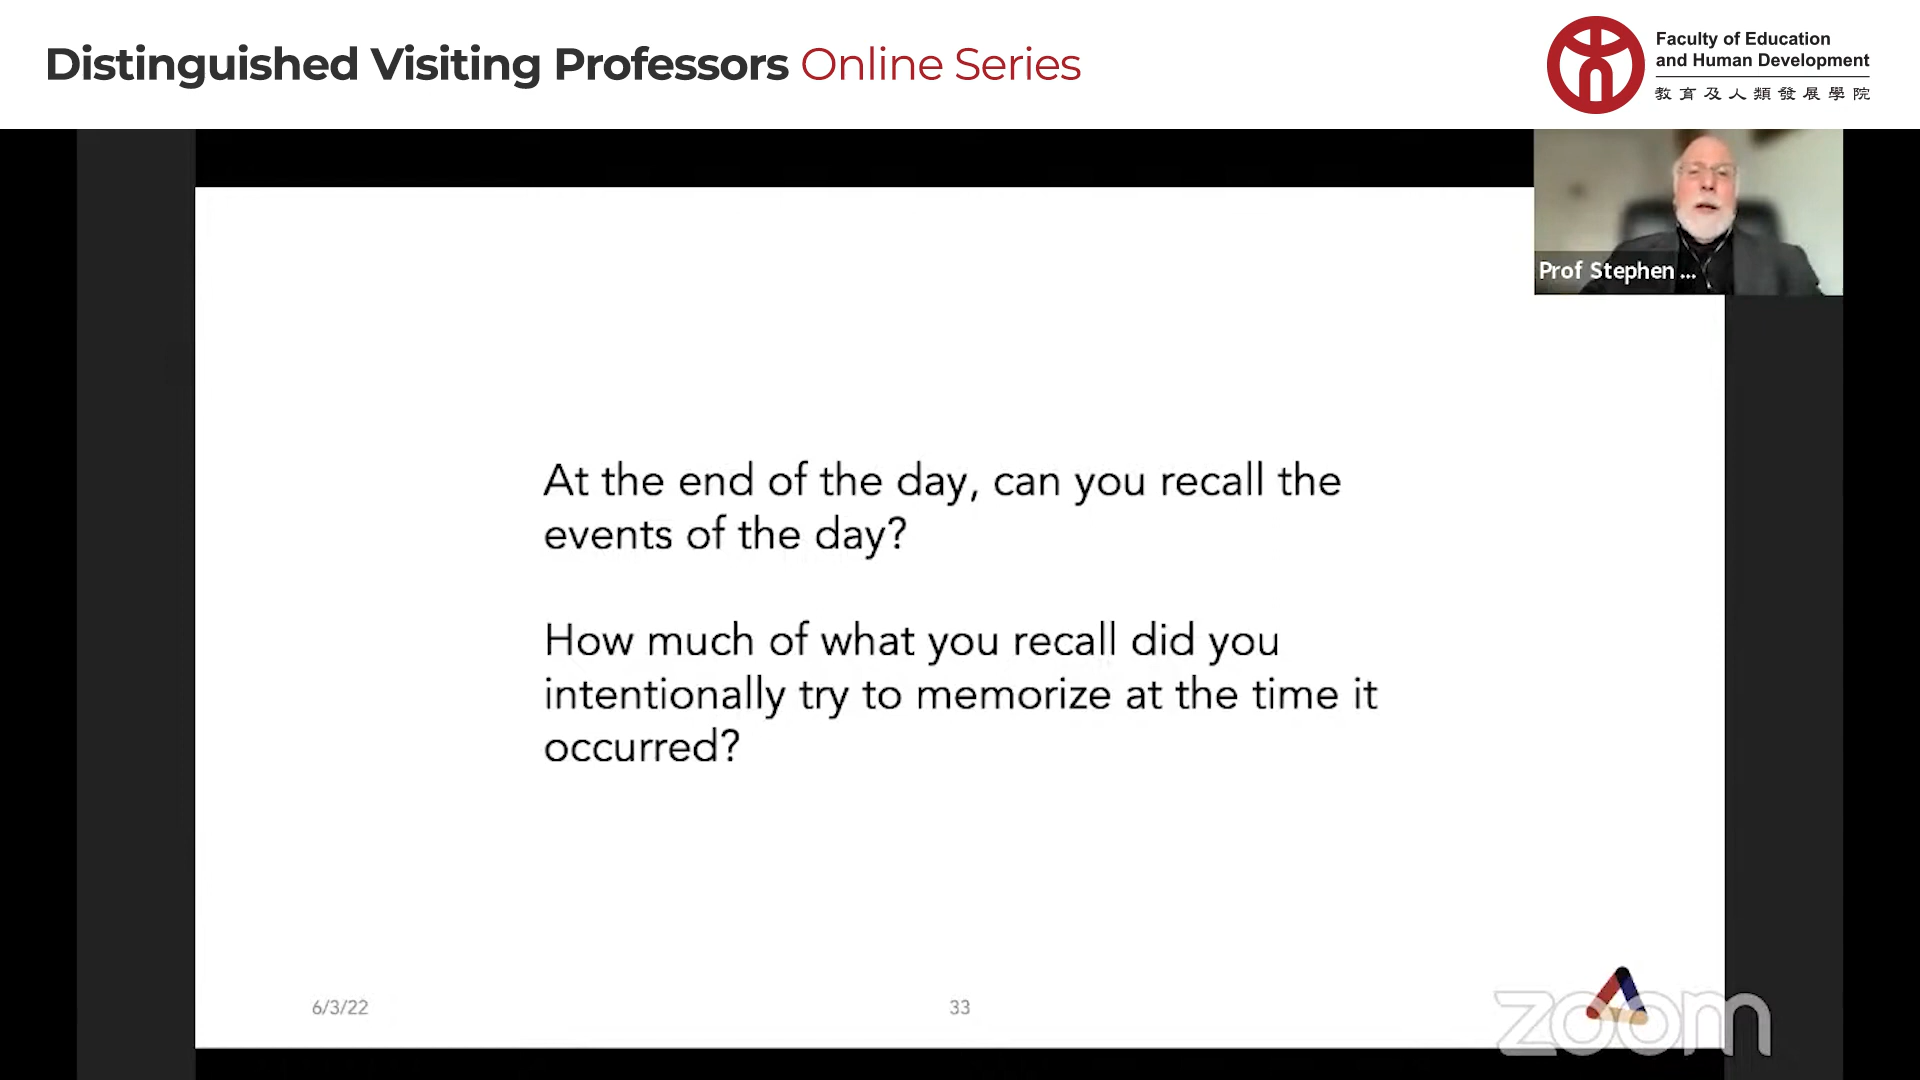 Distinguished Visiting Professors Online Series
Faculty of Education
and Human Development
教育及人類發展學院
Prof Stephen ...
At the end of the day, can you recall the
events of the day?
How much of what you recall did you
intentionally try to memorize at the time it
occurred?
6/3/22
33
zoom